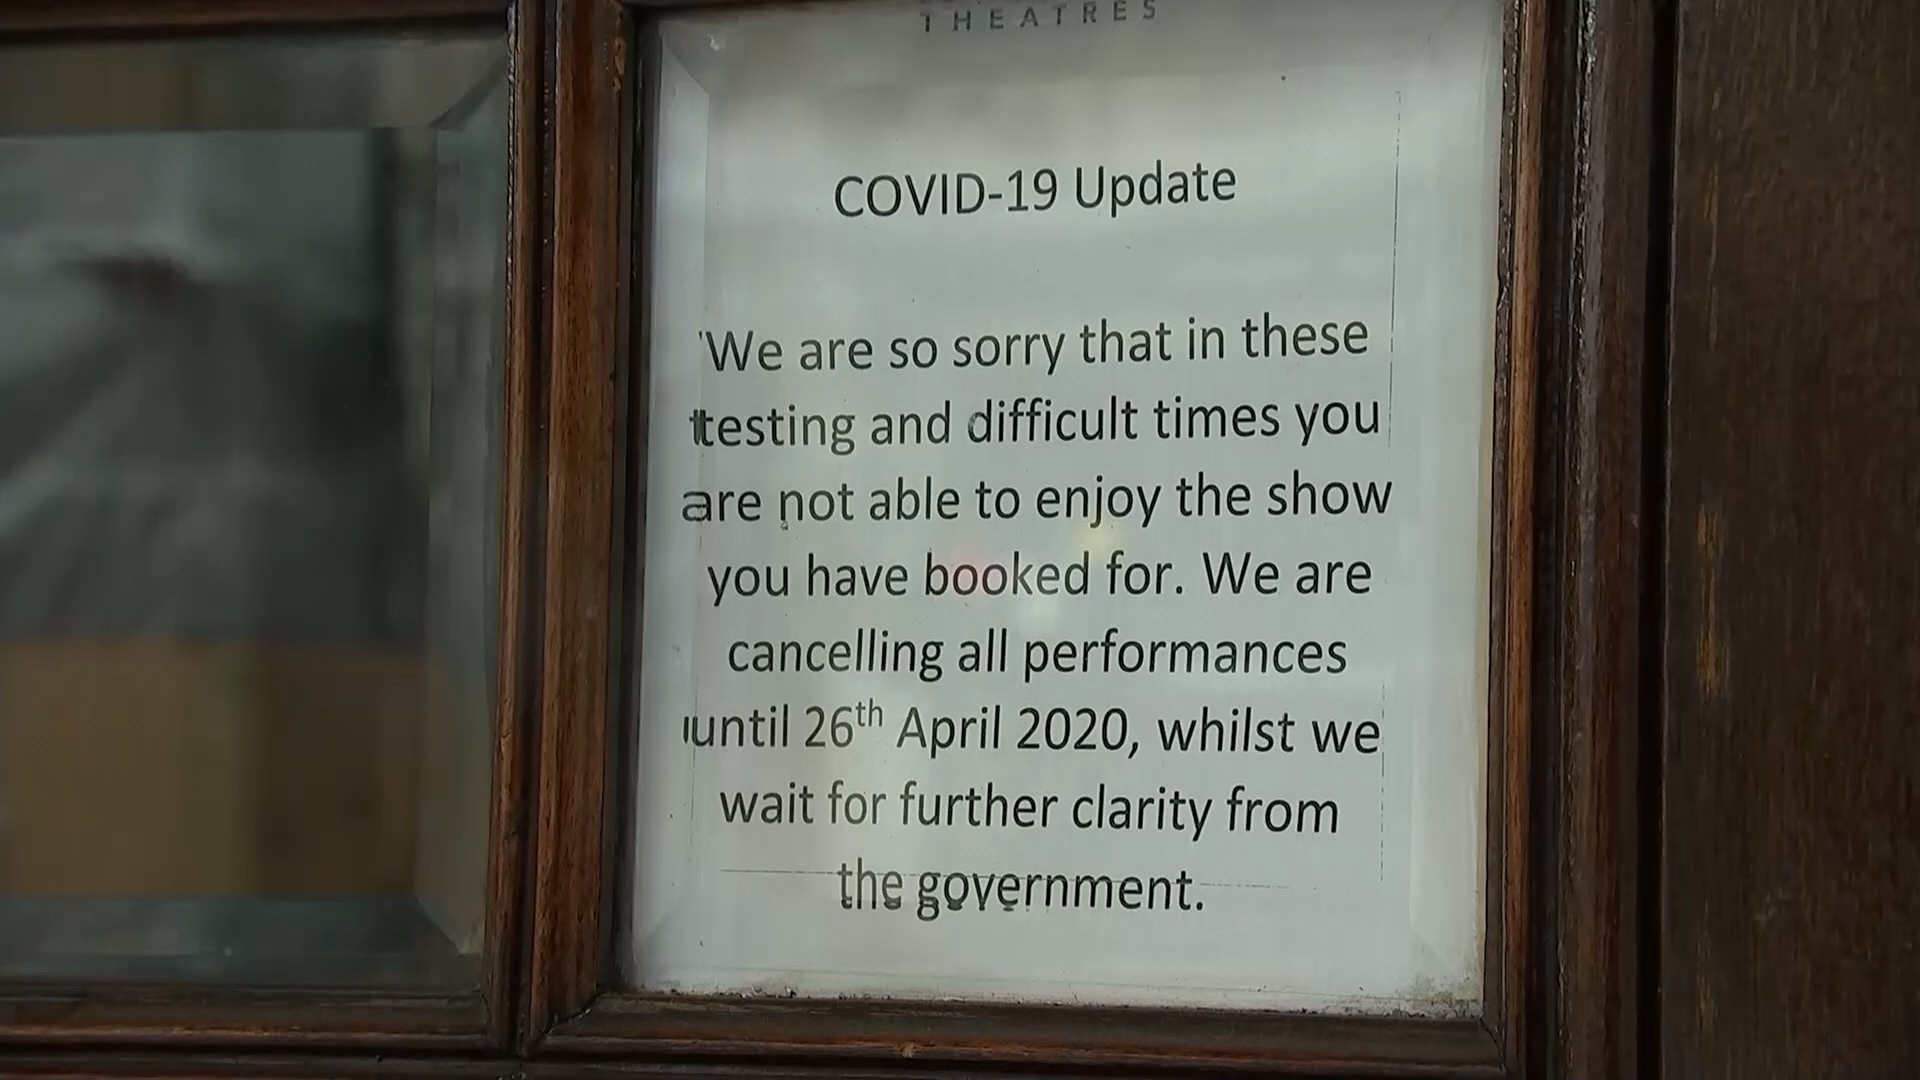 THEATRES
COVID-19 Update
'We are so sorry that in these
testing and difficult times you
are not able to enjoy the show
you have booked for. We are
cancelling all performances
until 26th April 2020, whilst we
wait for further clarity from
the government.